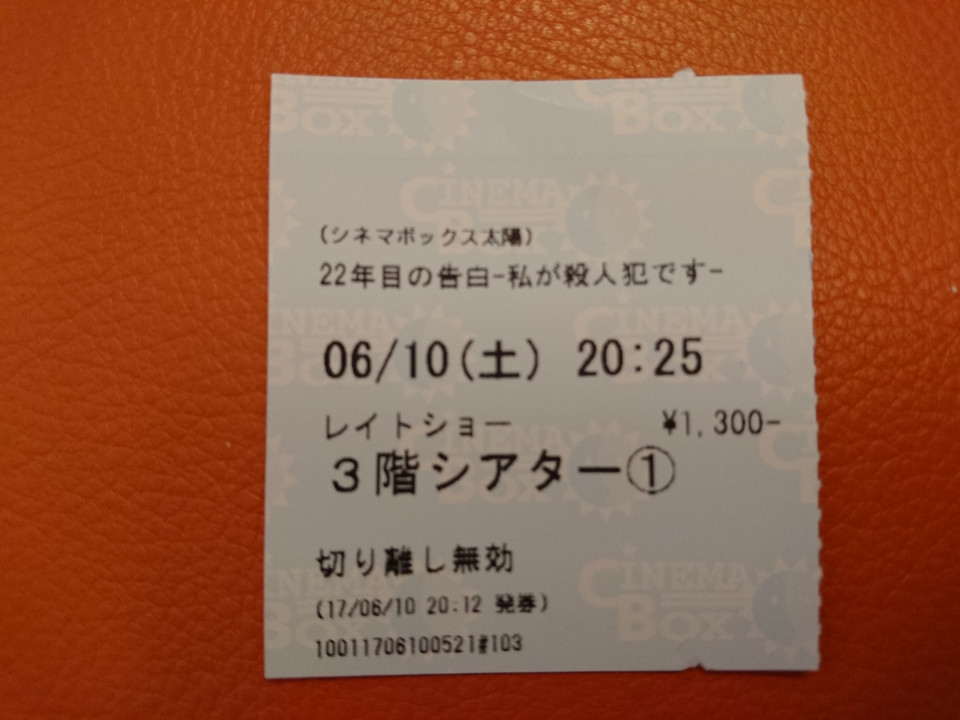 (シネマボックス太陽)
22年目の告白-私が殺人犯です-
06/10(土) 20:25
レイトショー ¥1,300-
3階シアター①
切り離し無効
(17/06/10 20:12 発券)
10011706100521#103
CINEMA BOX